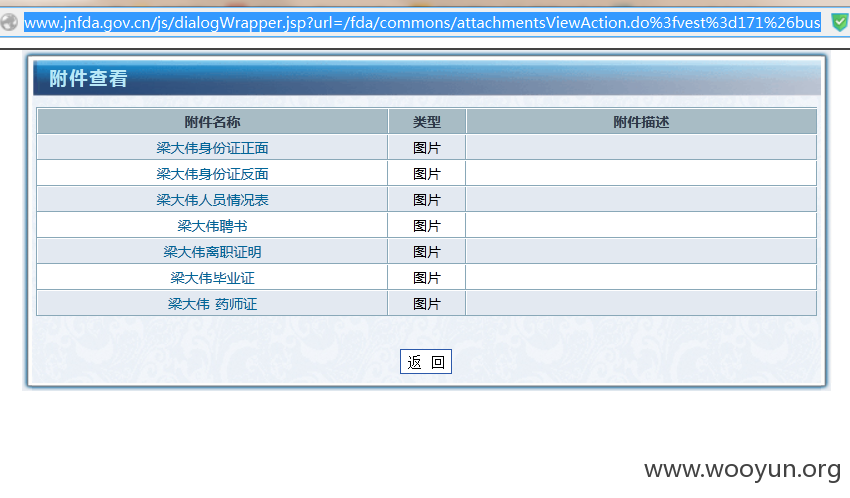 www.jnfda.gov.cn/js/dialogWrapper.jsp?url=/fda/commons/attachmentsViewAction.do%3fvest%3d171%26bus
附件查看
附件名称 类型 附件描述
梁大伟身份证正面 图片
梁大伟身份证反面 图片
梁大伟人员情况表 图片
梁大伟聘书 图片
梁大伟离职证明 图片
梁大伟毕业证 图片
梁大伟 药师证 图片
返 回
www.wooyun.org